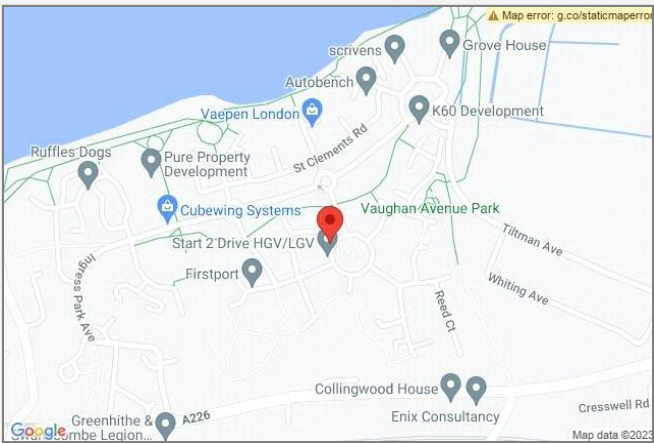 Map error: g.co/staticmaperror
scrivens
Grove House
Autobench
Vaepen London
K60 Development
St Clements Rd
Ruffles Dogs
Pure Property
Development
Cubewing Systems
Vaughan Avenue Park
Start 2 Drive HGV/LGV
Tiltman Ave
Firstport
Ingress Park Ave
Whiting Ave
Reed Ct
Collingwood House
Enix Consultancy
Cresswell Rd
A226
Greenhithe &
Swanscombe Legion...
Google
Map data ©2023